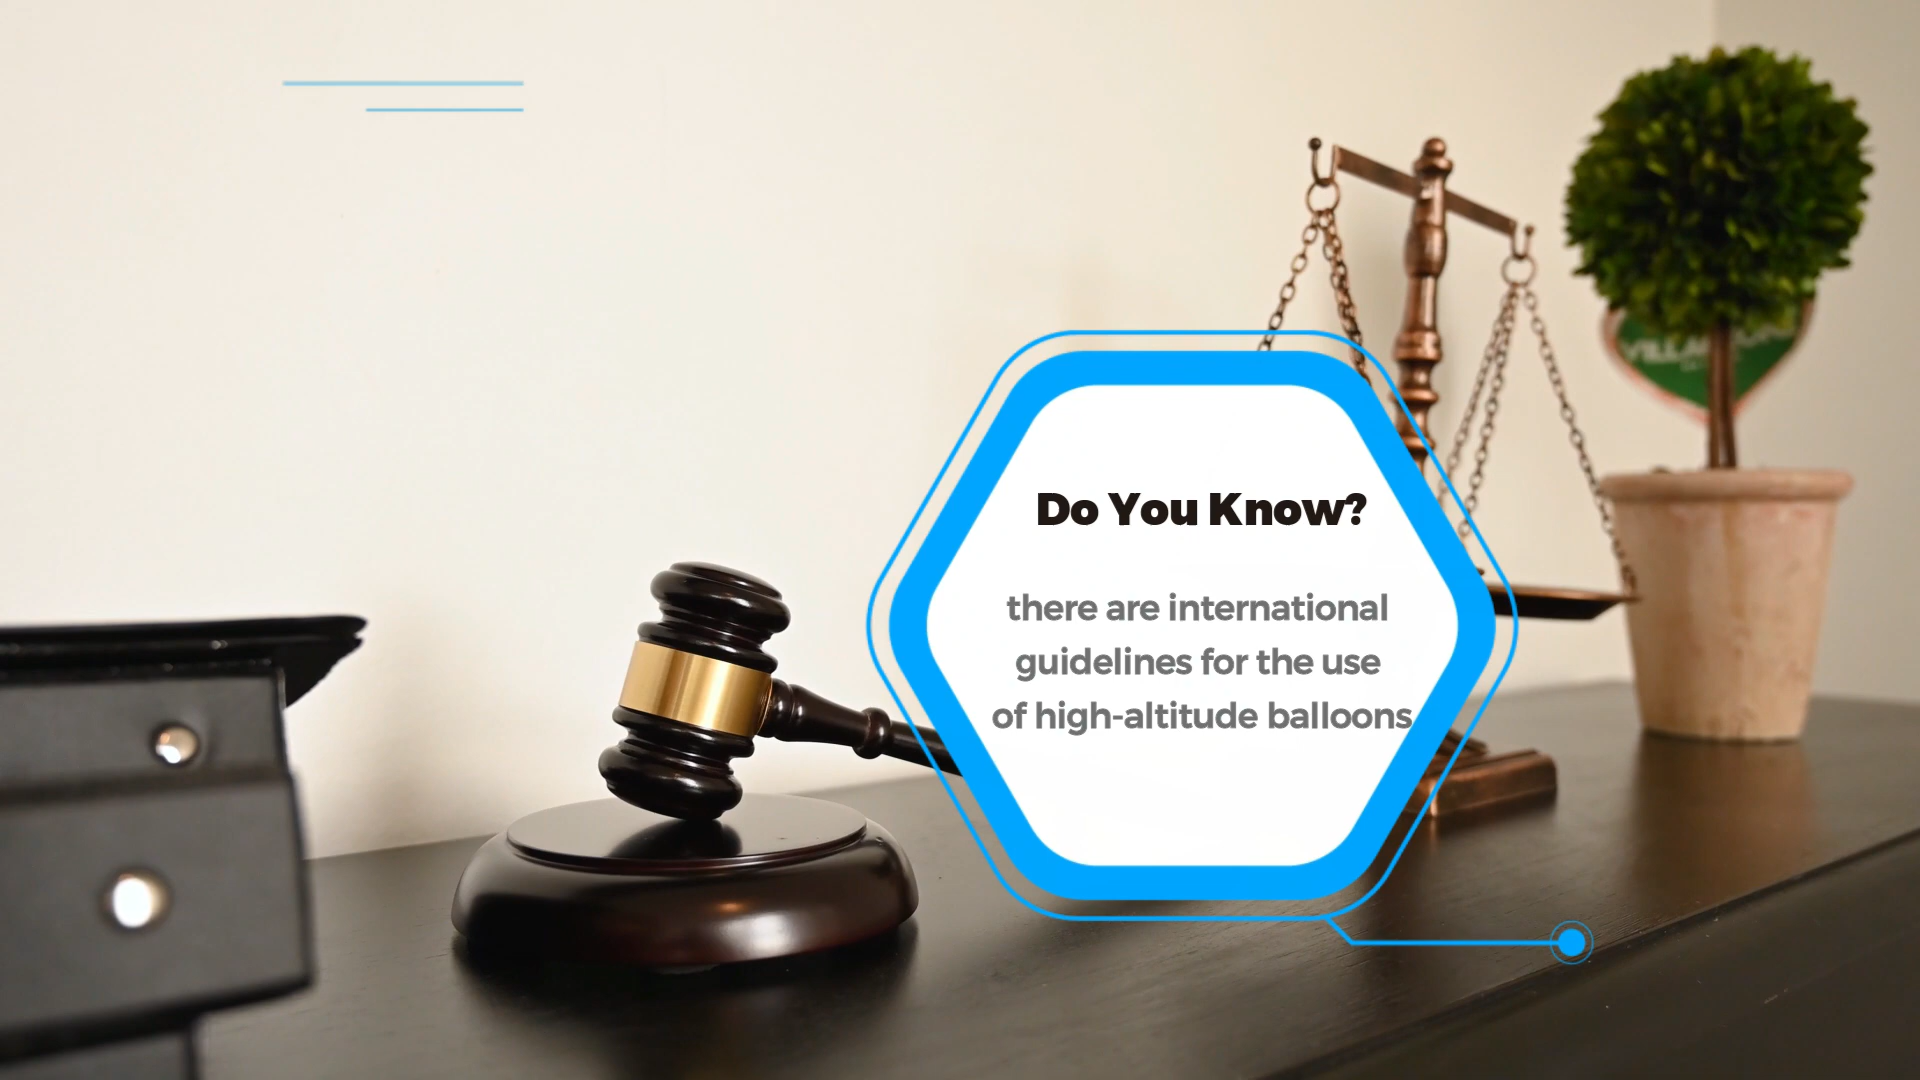 Do You Know?
there are international
guidelines for the use
of high-altitude balloons